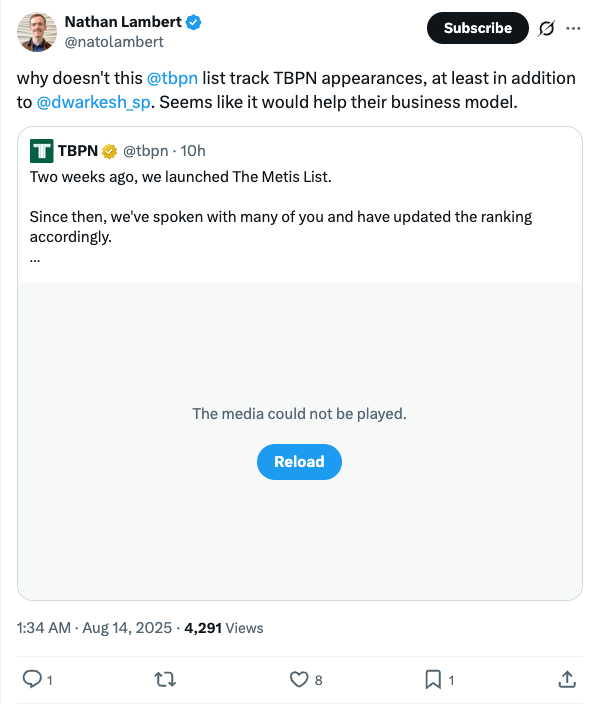 Nathan Lambert
@natolambert
Subscribe
why doesn't this @tbpn list track TBPN appearances, at least in addition
to @dwarkesh_sp. Seems like it would help their business model.
T TBPN @tbpn · 10h
Two weeks ago, we launched The Metis List.
Since then, we've spoken with many of you and have updated the ranking
accordingly.
...
The media could not be played.
Reload
1:34 AM · Aug 14, 2025 · 4,291 Views
1 8 1